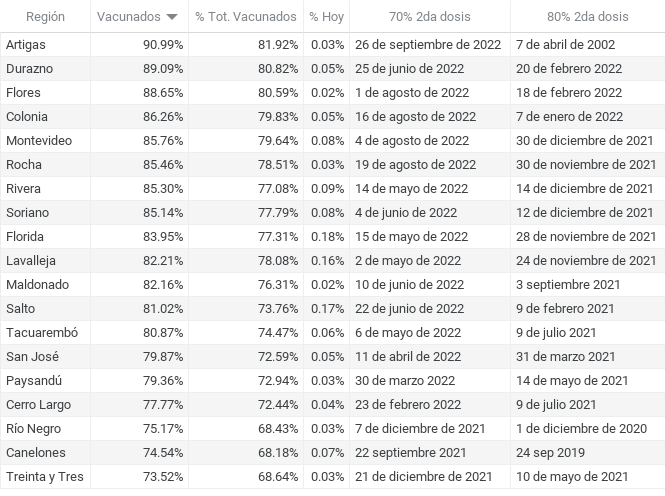 Región Vacunados % Tot. Vacunados % Hoy 70% 2da dosis 80% 2da dosis
Artigas 90.99% 81.92% 0.03% 26 de septiembre de 2022 7 de abril de 2002
Durazno 89.09% 80.82% 0.05% 25 de junio de 2022 20 de febrero 2022
Flores 88.65% 80.59% 0.02% 1 de agosto de 2022 18 de febrero 2022
Colonia 86.26% 79.83% 0.05% 16 de agosto de 2022 7 de enero de 2022
Montevideo 85.76% 79.64% 0.08% 4 de agosto de 2022 30 de diciembre de 2021
Rocha 85.46% 78.51% 0.03% 19 de agosto de 2022 30 de noviembre de 2021
Rivera 85.30% 77.08% 0.09% 14 de mayo de 2022 14 de diciembre de 2021
Soriano 85.14% 77.79% 0.08% 4 de junio de 2022 12 de diciembre de 2021
Florida 83.95% 77.31% 0.18% 15 de mayo de 2022 28 de noviembre de 2021
Lavalleja 82.21% 78.08% 0.16% 2 de mayo de 2022 24 de noviembre de 2021
Maldonado 82.16% 76.31% 0.02% 10 de junio de 2022 3 septiembre 2021
Salto 81.02% 73.76% 0.17% 22 de junio de 2022 9 de febrero 2021
Tacuarembó 80.87% 74.47% 0.06% 6 de mayo de 2022 9 de julio 2021
San José 79.87% 72.59% 0.05% 11 de abril de 2022 31 de marzo 2021
Paysandú 79.36% 72.94% 0.03% 30 de marzo 2022 14 de mayo de 2021
Cerro Largo 77.77% 72.44% 0.04% 23 de febrero 2022 9 de julio 2021
Río Negro 75.17% 68.43% 0.03% 7 de diciembre de 2021 1 de diciembre de 2020
Canelones 74.54% 68.18% 0.07% 22 septiembre 2021 24 sep 2019
Treinta y Tres 73.52% 68.64% 0.03% 21 de diciembre de 2021 10 de mayo de 2021